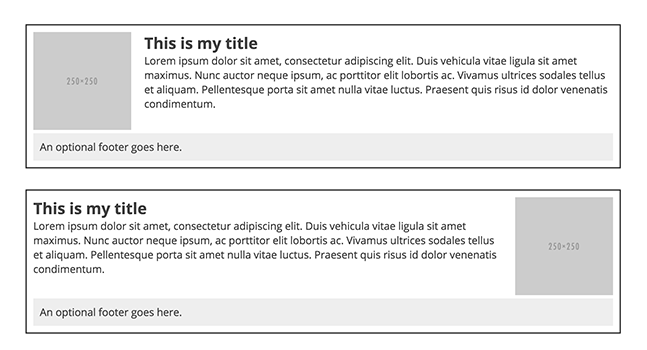 250×250
This is my title
Lorem ipsum dolor sit amet, consectetur adipiscing elit. Duis vehicula vitae ligula sit amet
maximus. Nunc auctor neque ipsum, ac porttitor elit lobortis ac. Vivamus ultrices sodales tellus
et aliquam. Pellentesque porta sit amet nulla vitae luctus. Praesent quis risus id dolor venenatis
condimentum.
An optional footer goes here.
This is my title
Lorem ipsum dolor sit amet, consectetur adipiscing elit. Duis vehicula vitae ligula sit amet
maximus. Nunc auctor neque ipsum, ac porttitor elit lobortis ac. Vivamus ultrices sodales tellus
et aliquam. Pellentesque porta sit amet nulla vitae luctus. Praesent quis risus id dolor venenatis
condimentum.
250×250
An optional footer goes here.